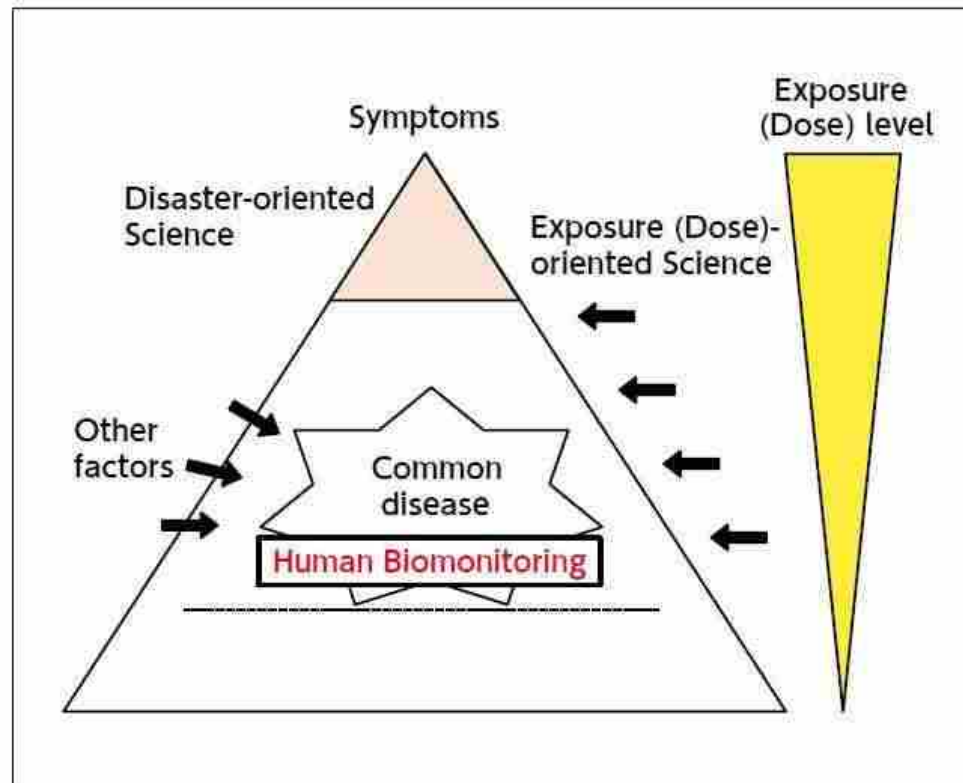 Symptoms
Exposure
(Dose) level
Disaster-oriented
Science
Exposure (Dose)-
oriented Science
Other
factors
Common
disease
Human Biomonitoring